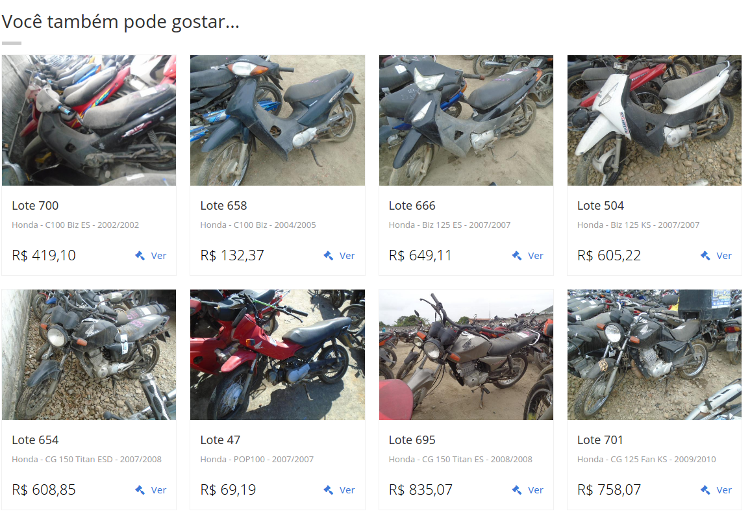 Você também pode gostar...
Lote 700
Honda - C100 Biz ES - 2002/2002
R$ 419,10
Ver
Lote 658
Honda - C100 Biz - 2004/2005
R$ 132,37
Ver
Lote 666
Honda - Biz 125 ES - 2007/2007
R$ 649,11
Ver
Lote 504
Honda - Biz 125 KS - 2007/2007
R$ 605,22
Ver
Lote 654
Honda - CG 150 Titan ESD - 2007/2008
R$ 608,85
Ver
Lote 47
Honda - POP100 - 2007/2007
R$ 69,19
Ver
Lote 695
Honda - CG 150 Titan ES - 2008/2008
R$ 835,07
Ver
Lote 701
Honda - CG 125 Fan KS - 2009/2010
R$ 758,07
Ver